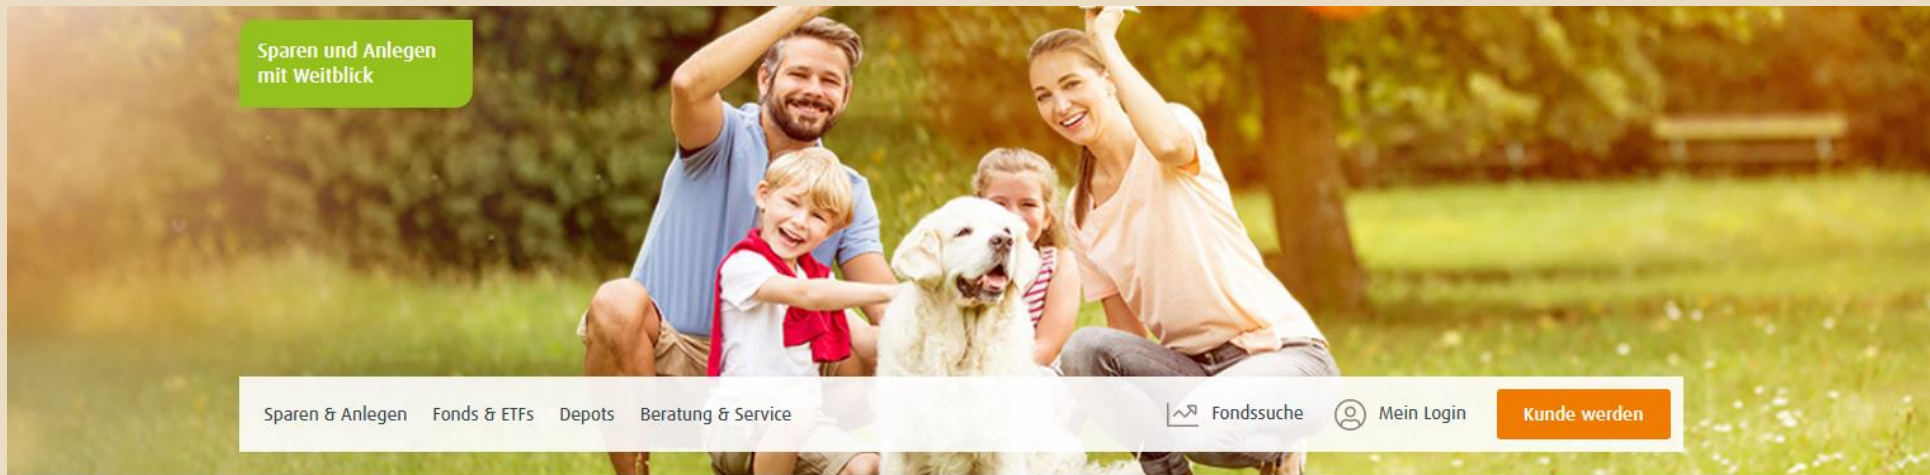 Sparen und Anlegen
mit Weitblick
Sparen & Anlegen Fonds & ETFs Depots Beratung & Service Fondssuche Mein Login Kunde werden